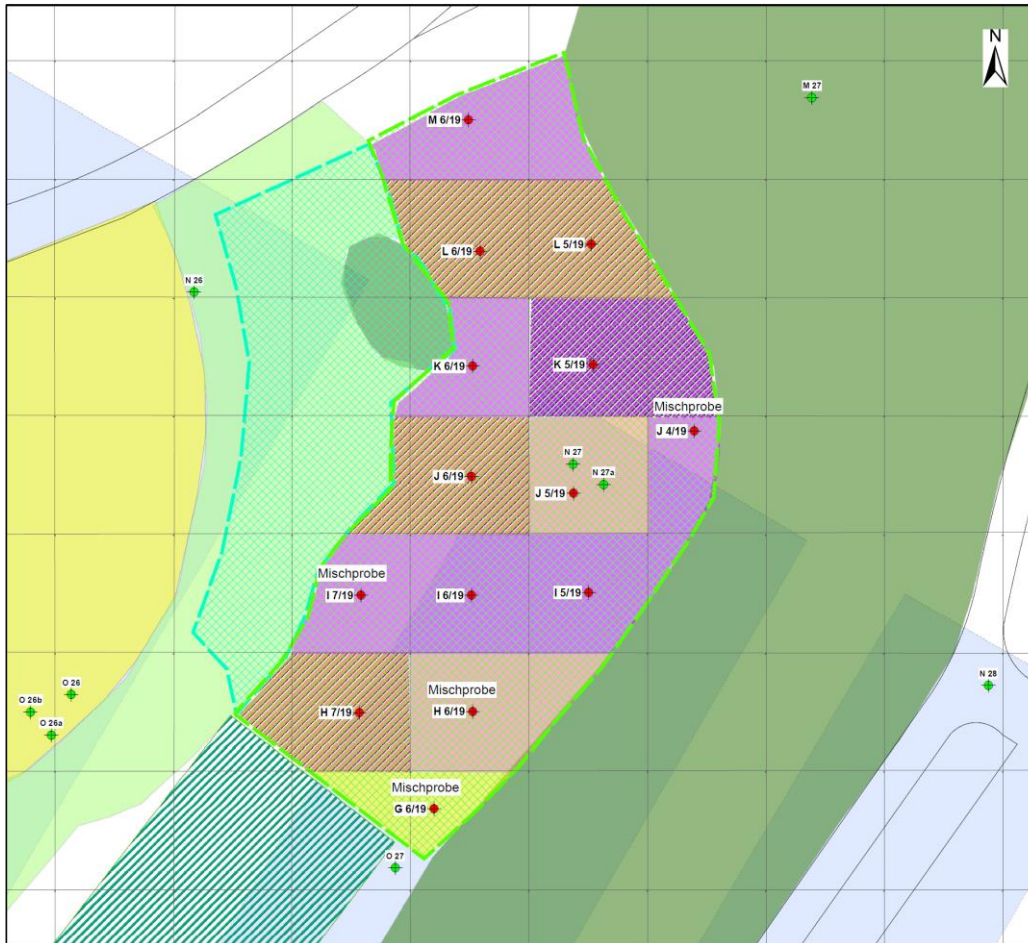 N
M 27
M 6/19
L 6/19
L 5/19
N 26
K 6/19
K 5/19
Mischprobe
J 4/19
N 27
J 6/19
N 27a
J 5/19
Mischprobe
I 7/19
I 6/19
I 5/19
N 28
O 26
O 26b
O 26a
Mischprobe
H 7/19
H 6/19
Mischprobe
G 6/19
O 27